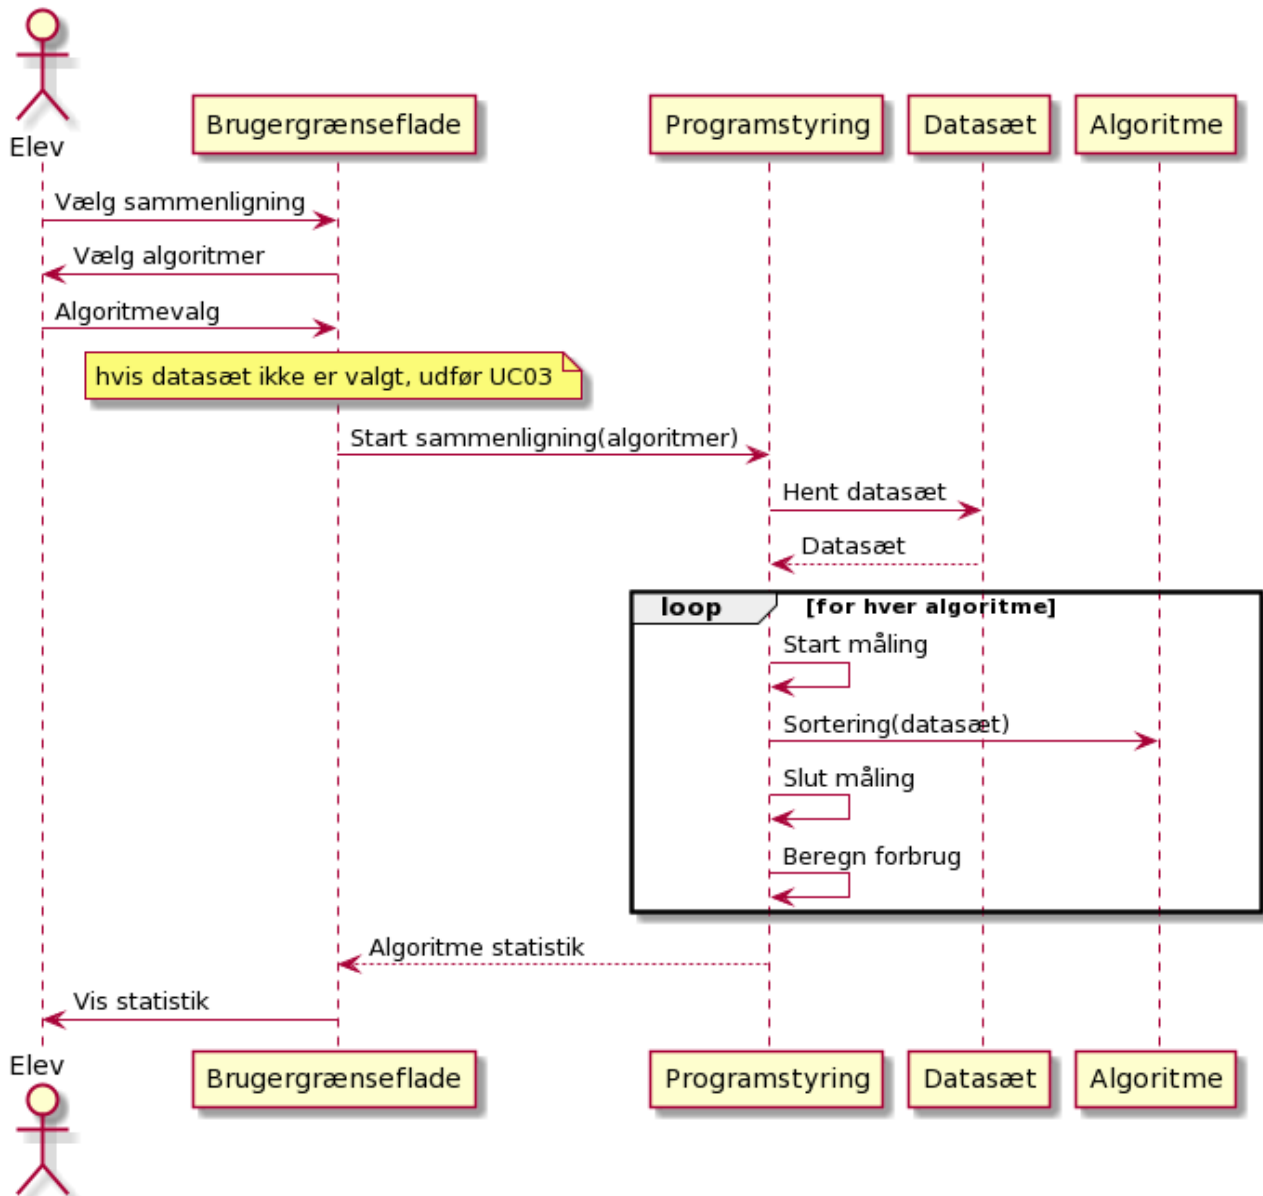 Elev
Brugergrænseflade
Programstyring
Datasæt
Algoritme
Vælg sammenligning
Vælg algoritmer
Algoritmevalg
hvis datasæt ikke er valgt, udfør UC03
Start sammenligning(algoritmer)
Hent datasæt
Datasæt
loop [for hver algoritme]
Start måling
Sortering(datasæt)
Slut måling
Beregn forbrug
Algoritme statistik
Vis statistik
Elev
Brugergrænseflade
Programstyring
Datasæt
Algoritme